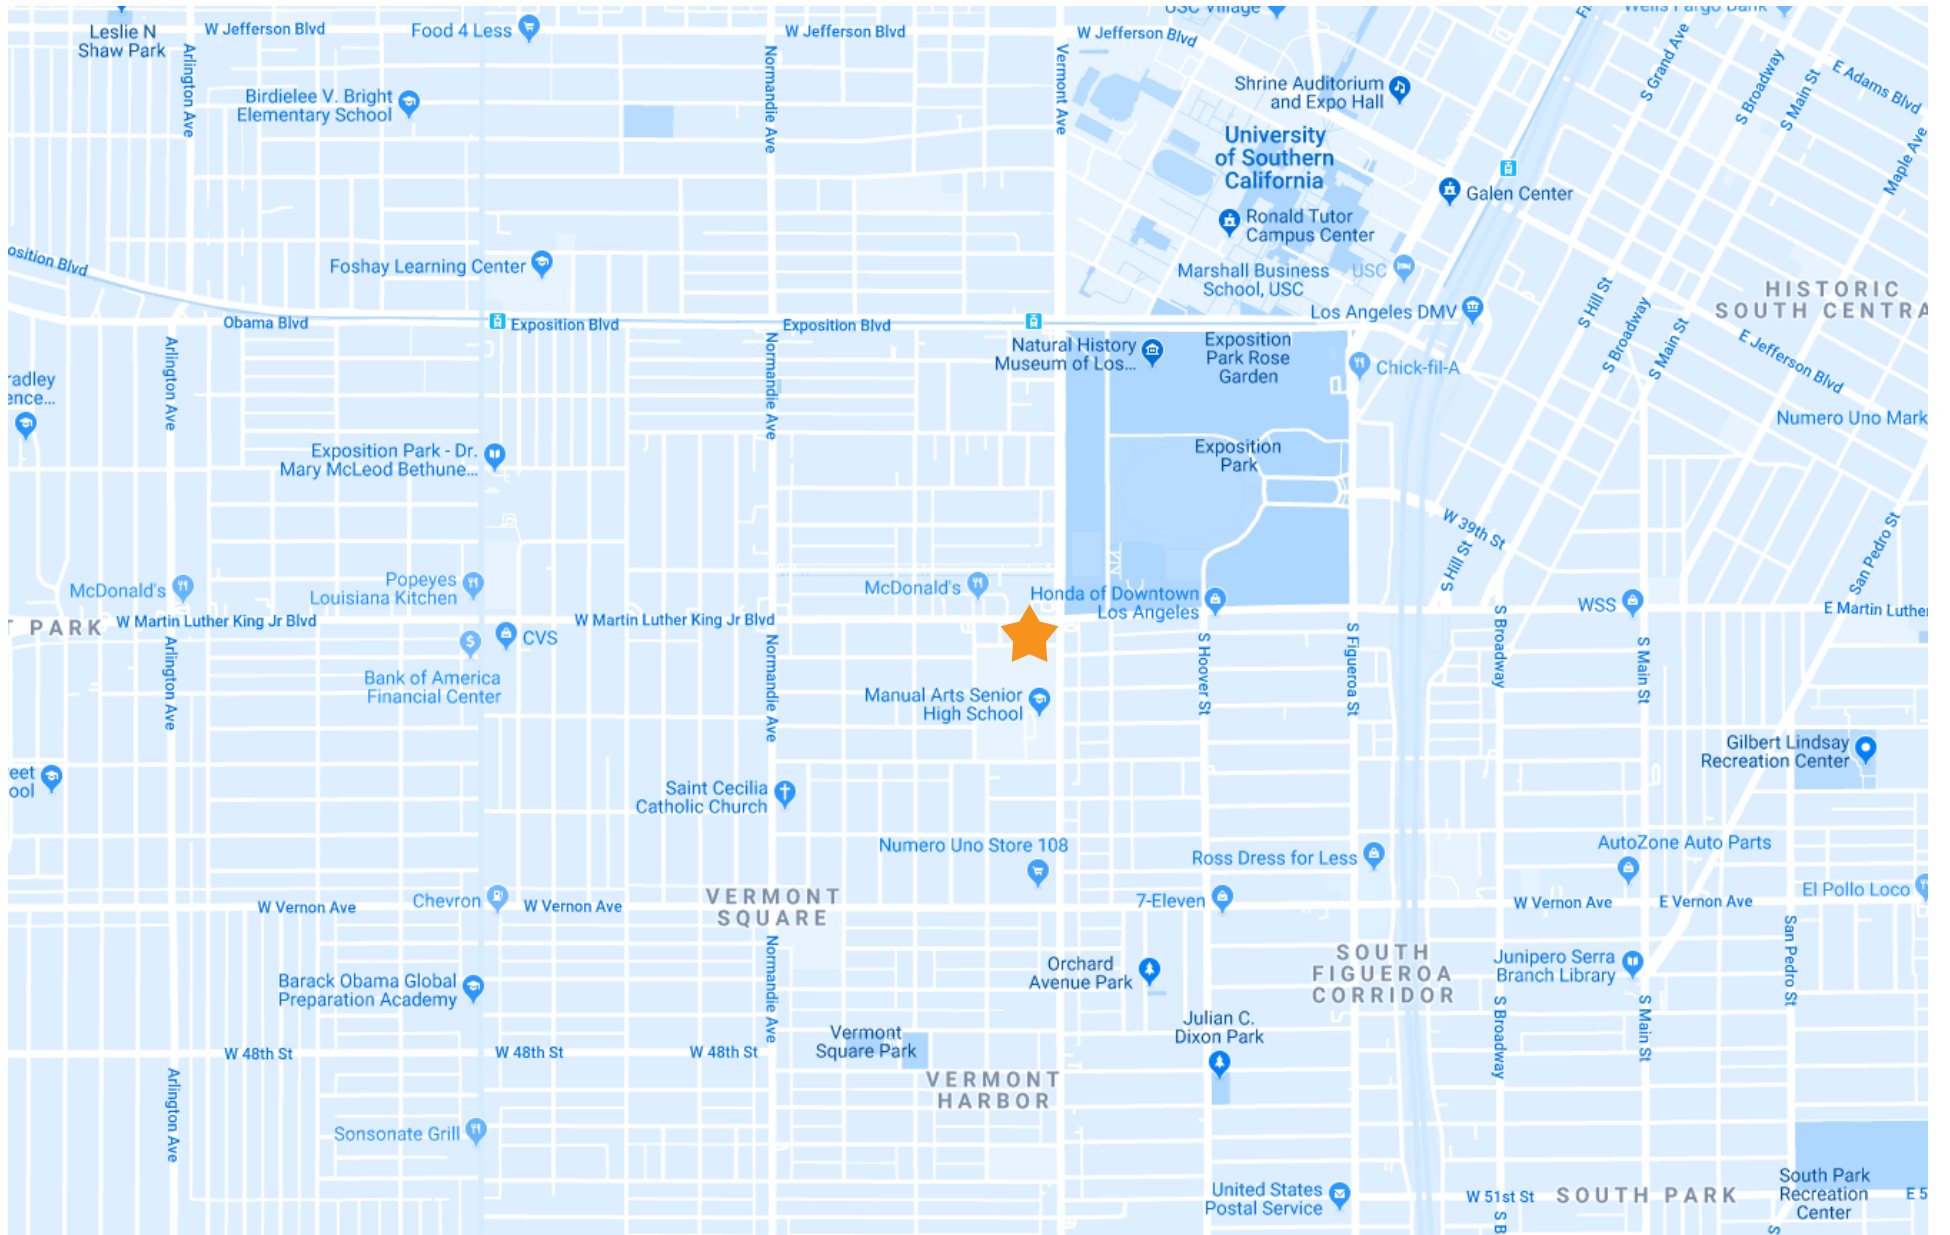 USC Village
Wells Fargo Bank
Fi
Leslie N
Shaw Park
W Jefferson Blvd
Food 4 Less
W Jefferson Blvd
W Jefferson Blvd
Arlington Ave
Normandie Ave
Vermont Ave
S Grand Ave
S Broadway
S Main St
E Adams Blvd
Maple Ave
Birdielee V. Bright
Elementary School
Shrine Auditorium
and Expo Hall
University
of Southern
California
Galen Center
Ronald Tutor
Campus Center
Foshay Learning Center
osition Blvd
Marshall Business
School, USC
USC
Los Angeles DMV
S Hill St
S Broadway
S Main St
HISTORIC
SOUTH CENTRA
E Jefferson Blvd
Obama Blvd
Exposition Blvd
Exposition Blvd
Natural History
Museum of Los...
Exposition
Park Rose
Garden
Chick-fil-A
Arlington Ave
Normandie Ave
radley
ence...
Numero Uno Mark
Exposition Park - Dr.
Mary McLeod Bethune...
Exposition
Park
W 39th St
S Hill St
San Pedro St
McDonald's
Popeyes
Louisiana Kitchen
McDonald's
Honda of Downtown
Los Angeles
WSS
E Martin Luther
T PARK
W Martin Luther King Jr Blvd
W Martin Luther King Jr Blvd
CVS
Arlington Ave
Normandie Ave
S Hoover St
S Figueroa St
S Broadway
S Main St
Bank of America
Financial Center
Manual Arts Senior
High School
Gilbert Lindsay
Recreation Center
eet
ool
Saint Cecilia
Catholic Church
Numero Uno Store 108
Ross Dress for Less
AutoZone Auto Parts
El Pollo Loco
W Vernon Ave
Chevron
W Vernon Ave
VERMONT
SQUARE
7-Eleven
W Vernon Ave
E Vernon Ave
Normandie Ave
San Pedro St
SOUTH
FIGUEROA
CORRIDOR
Junipero Serra
Branch Library
Orchard
Avenue Park
Barack Obama Global
Preparation Academy
S Broadway
S Main St
Julian C.
Dixon Park
Vermont
Square Park
W 48th St
W 48th St
W 48th St
VERMONT
HARBOR
Arlington Ave
Sonsonate Grill
United States
Postal Service
W 51st St
SOUTH PARK
South Park
Recreation
Center
E 5
S B
S